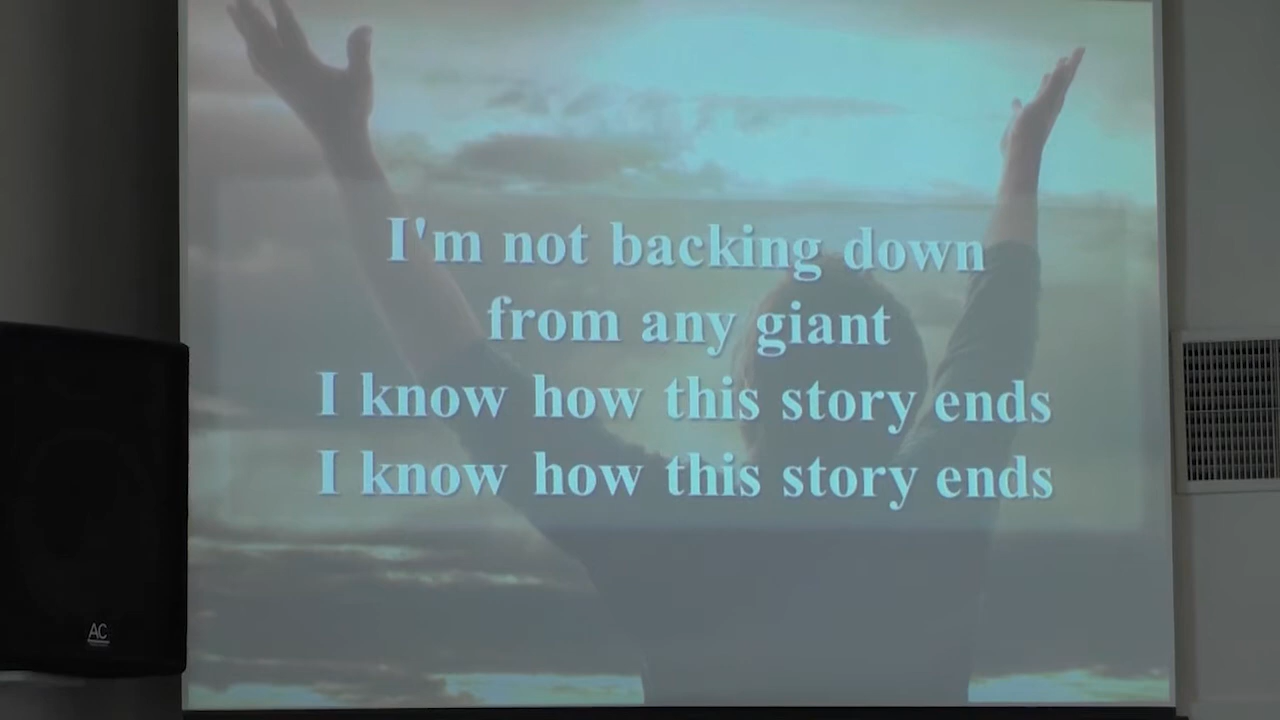 I'm not backing down
from any giant
I know how this story ends
I know how this story ends
AC